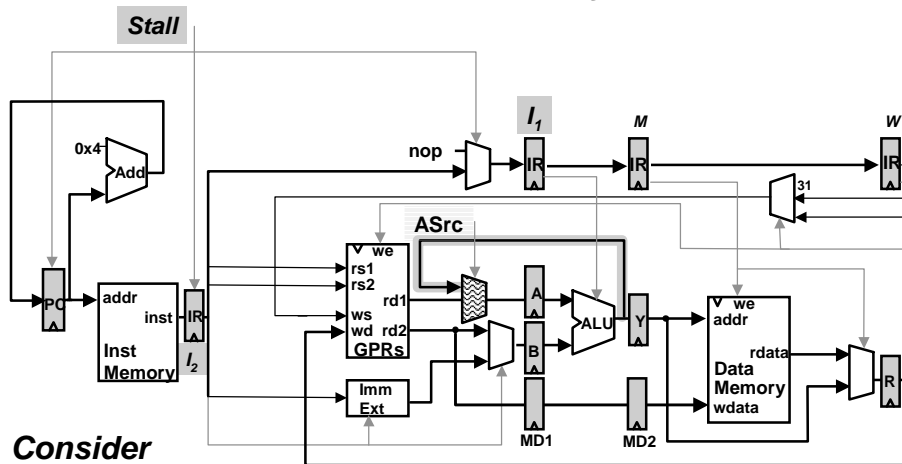 Stall
I1
M
W
0x4
Add
nop
IR
IR
IR
31
ASrc
we
rs1
rs2
rd1
ws
wd rd2
GPRs
A
B
ALU
Y
we
addr
rdata
Data
Memory
wdata
R
PC
addr
inst
Inst
Memory
IR
I2
Imm
Ext
MD1
MD2
Consider